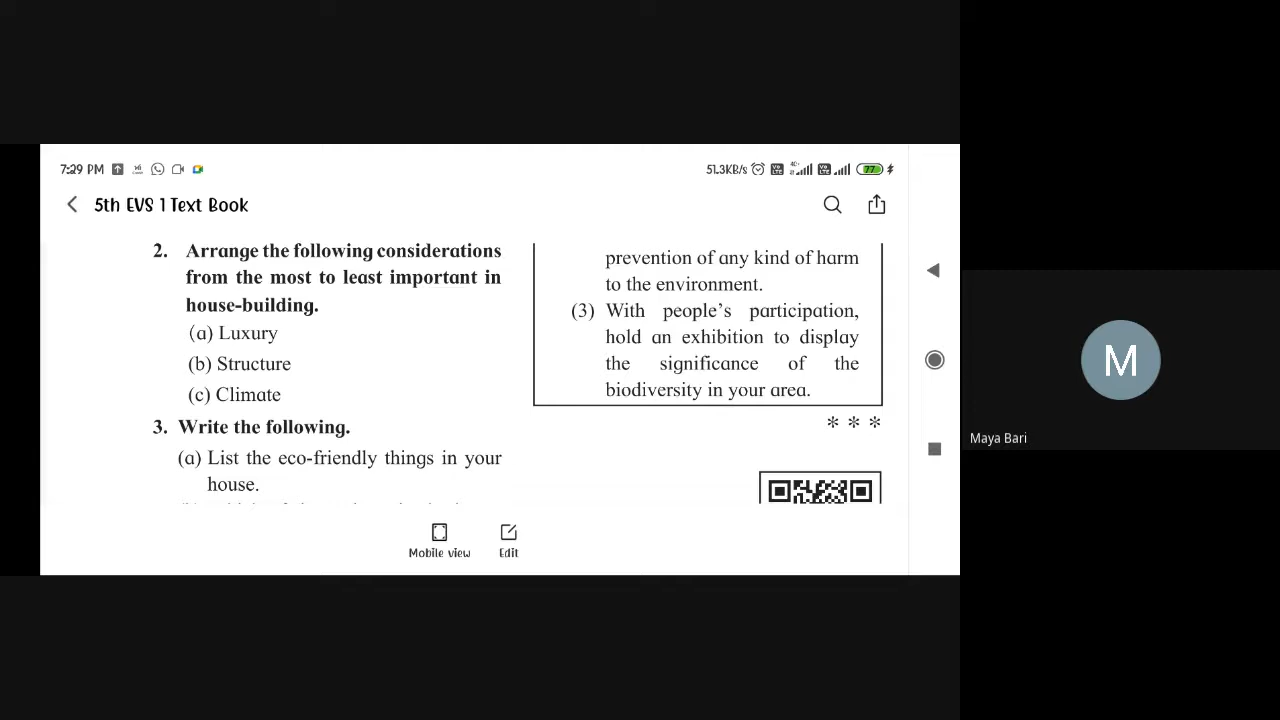 7:29 PM
51.3KB/s
77
5th EVS 1 Text Book
2. Arrange the following considerations
from the most to least important in
house-building.
(a) Luxury
(b) Structure
(c) Climate
3. Write the following.
(a) List the eco-friendly things in your
house.
prevention of any kind of harm
to the environment.
(3) With people's participation,
hold an exhibition to display
the significance of the
biodiversity in your area.
* * *
Mobile view
Edit
M
Maya Bari